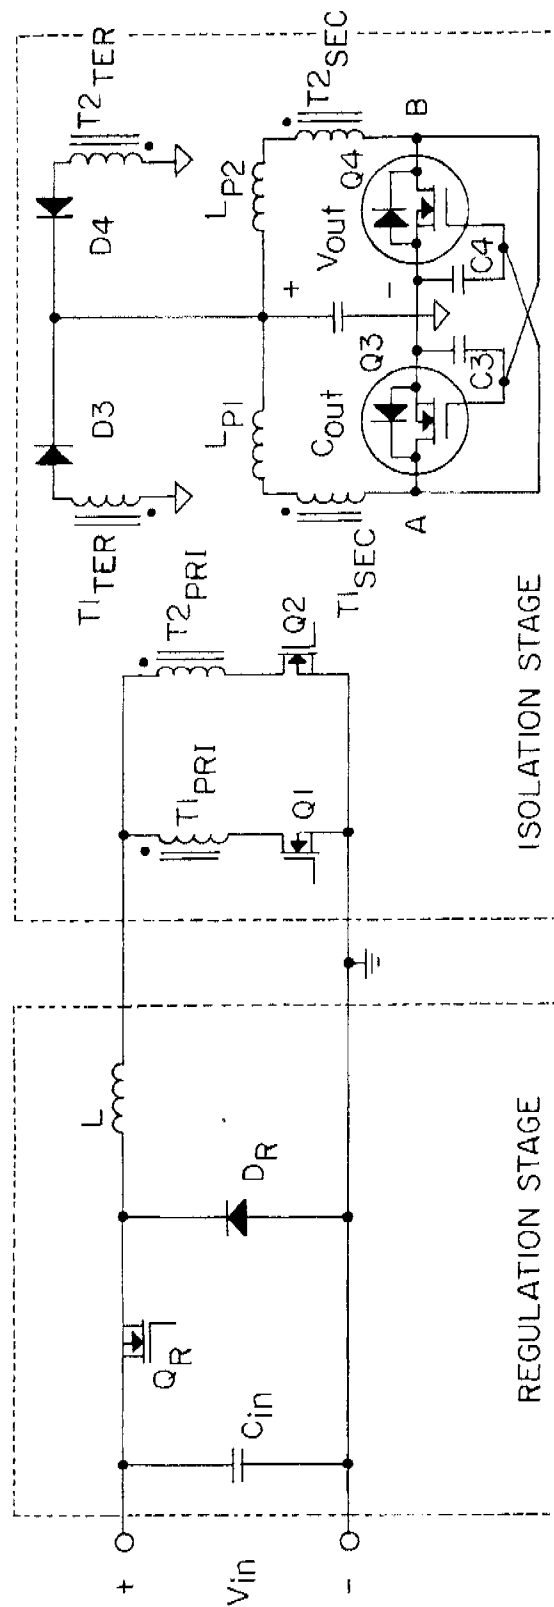 +
Vin
-
Cin
QR
DR
L
REGULATION STAGE
T1PRI
Q1
T2PRI
Q2
T1TER
D3
D4
T2TER
LP1
LP2
T1SEC
T2SEC
+
-
Cout
Vout
Q3
Q4
A
B
C3
C4
ISOLATION STAGE